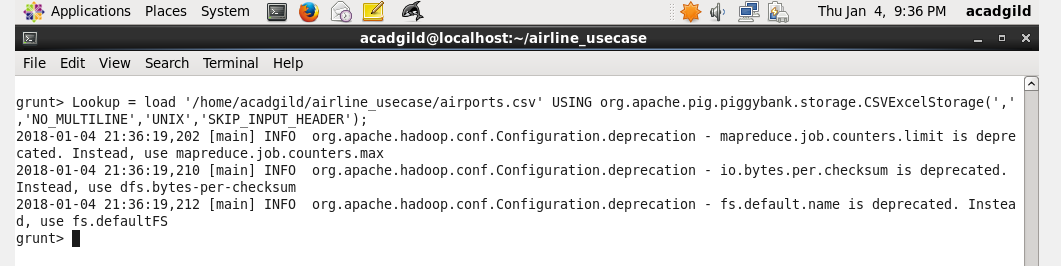 Applications Places System Thu Jan 4, 9:36 PM acadgild
acadgild@localhost:~/airline_usecase
File Edit View Search Terminal Help
grunt> Lookup = load '/home/acadgild/airline_usecase/airports.csv' USING org.apache.pig.piggybank.storage.CSVExcelStorage(','
,'NO_MULTILINE','UNIX','SKIP_INPUT_HEADER');
2018-01-04 21:36:19,202 [main] INFO  org.apache.hadoop.conf.Configuration.deprecation - mapreduce.job.counters.limit is depre
cated. Instead, use mapreduce.job.counters.max
2018-01-04 21:36:19,210 [main] INFO  org.apache.hadoop.conf.Configuration.deprecation - io.bytes.per.checksum is deprecated.
Instead, use dfs.bytes-per-checksum
2018-01-04 21:36:19,212 [main] INFO  org.apache.hadoop.conf.Configuration.deprecation - fs.default.name is deprecated. Instea
d, use fs.defaultFS
grunt>